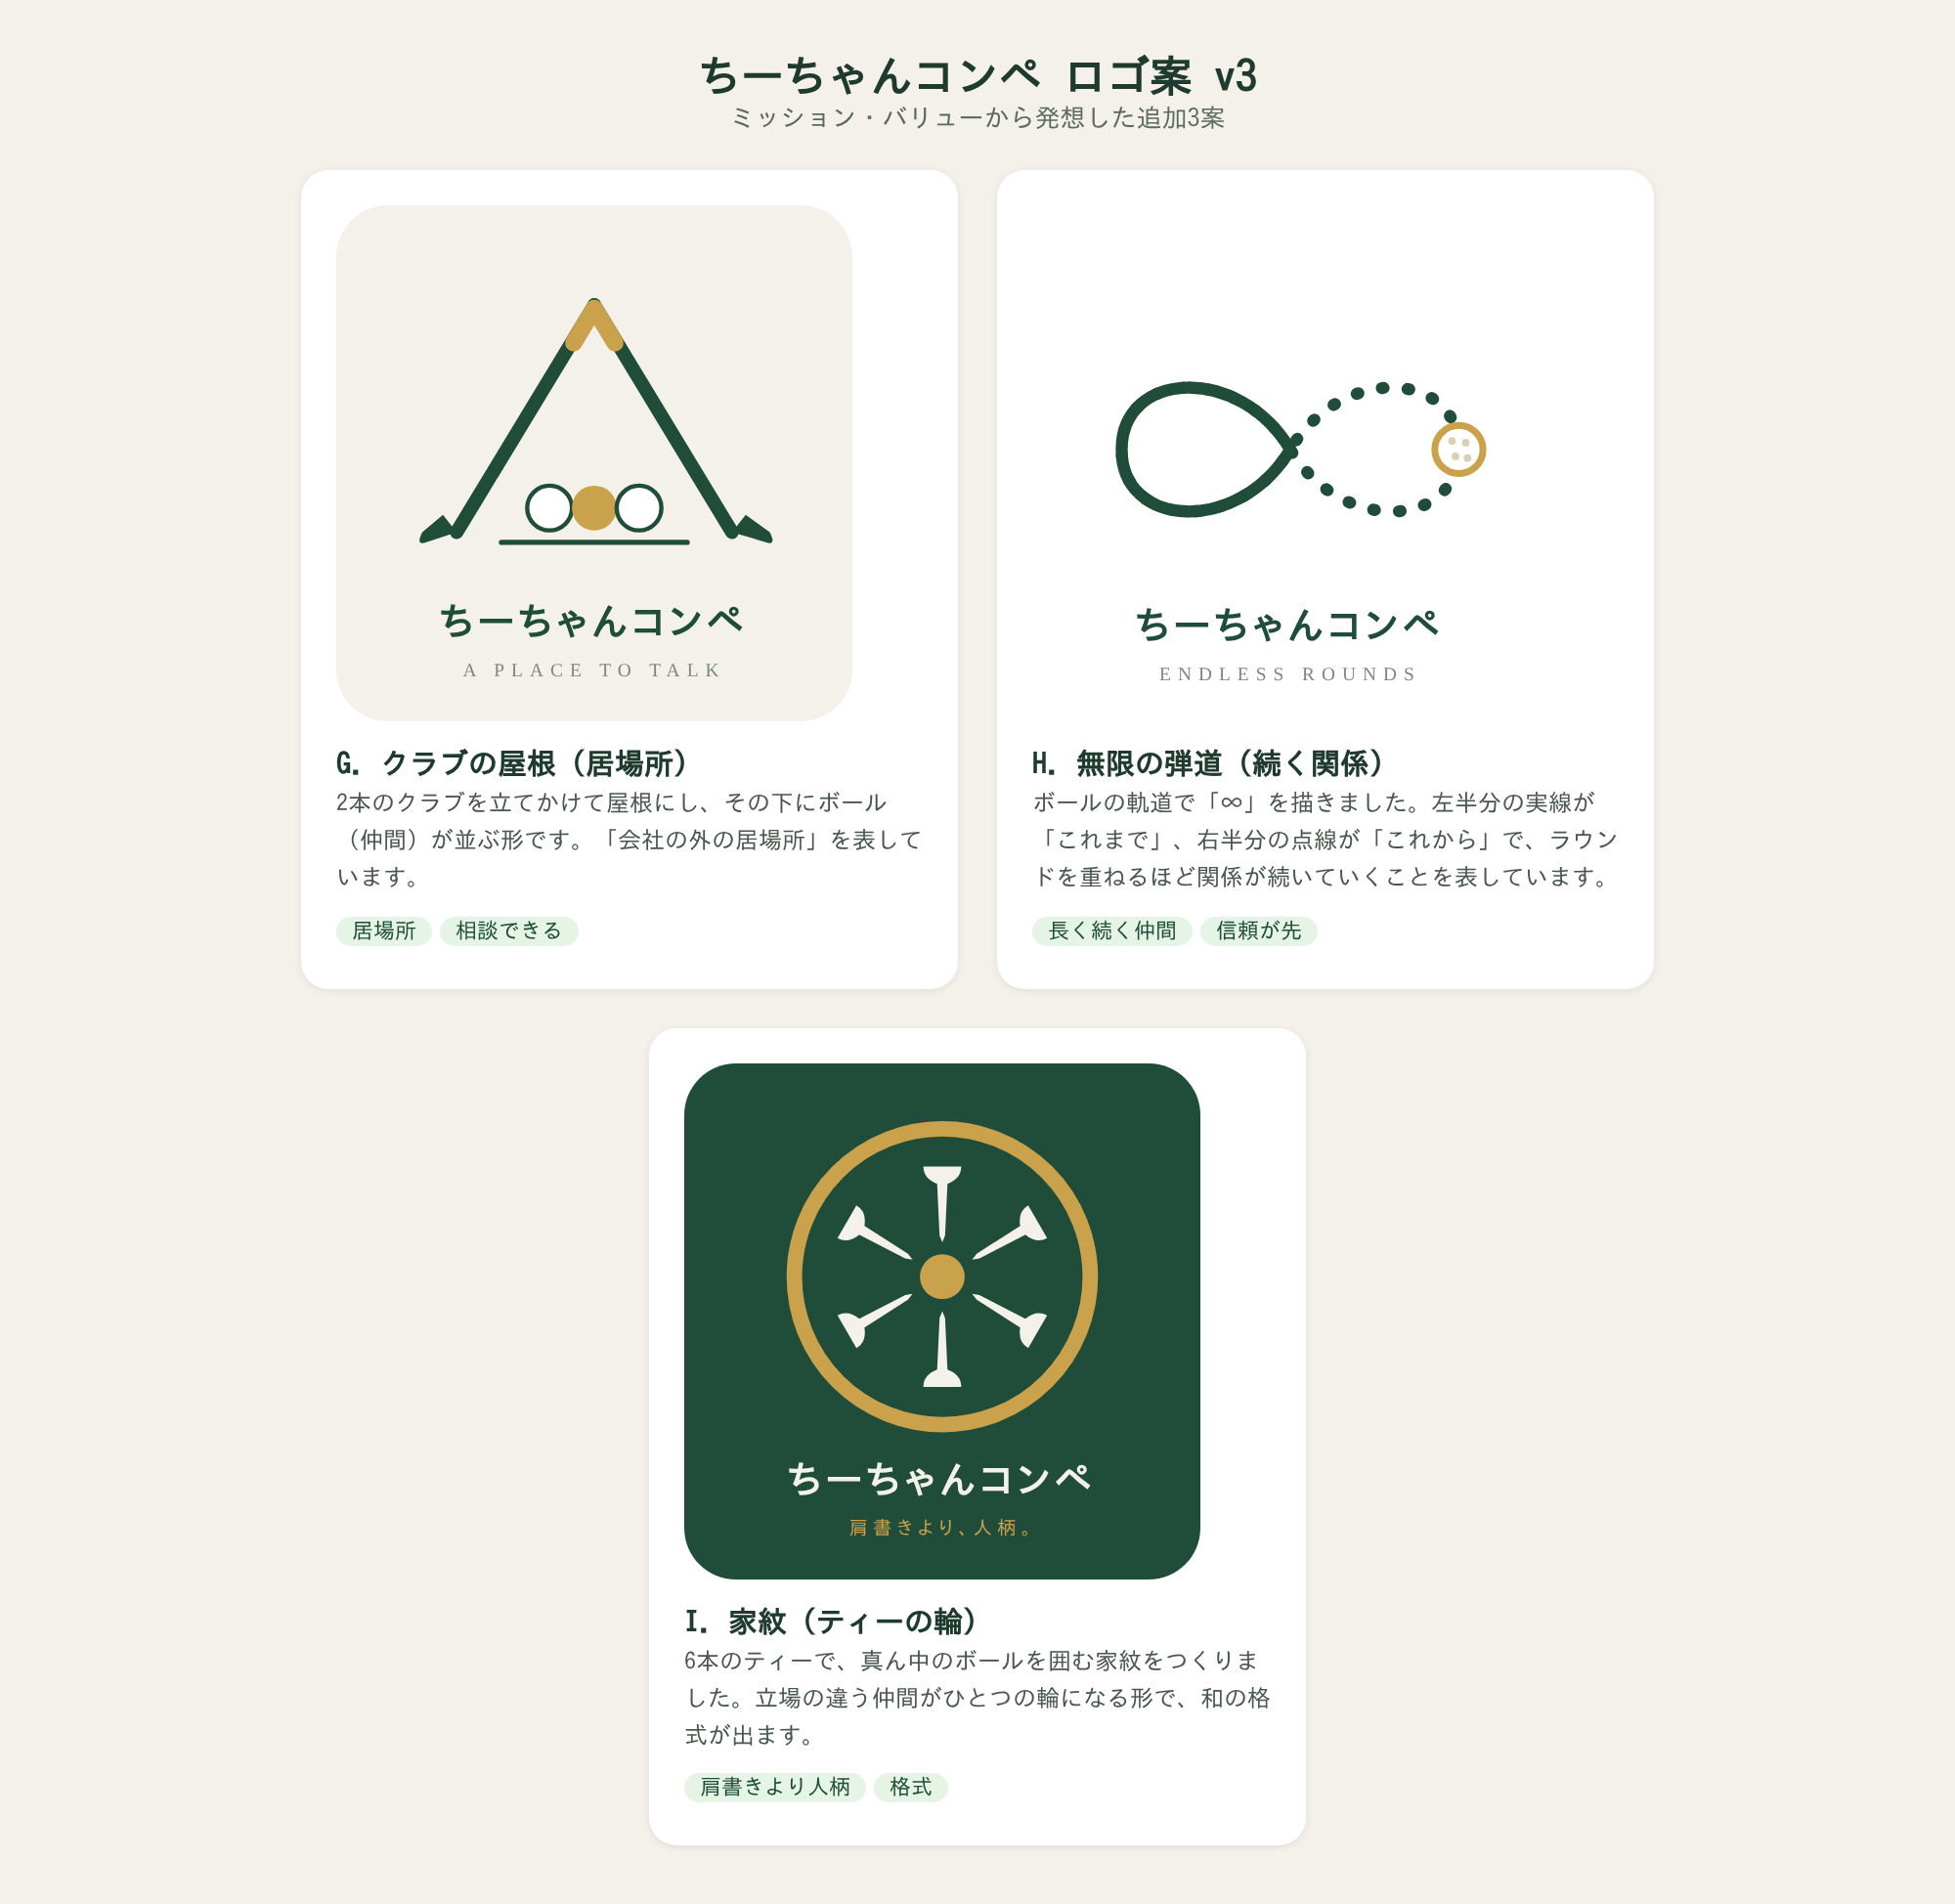 ちーちゃんコンペ ロゴ案 v3
ミッション・バリューから発想した追加3案
ちーちゃんコンペ
A PLACE TO TALK
G. クラブの屋根（居場所）
2本のクラブを立てかけて屋根にし、その下にボール
（仲間）が並ぶ形です。「会社の外の居場所」を表して
います。
居場所 相談できる
ちーちゃんコンペ
ENDLESS ROUNDS
H. 無限の弾道（続く関係）
ボールの軌道で「∞」を描きました。左半分の実線が
「これまで」、右半分の点線が「これから」で、ラウン
ドを重ねるほど関係が続いていくことを表しています。
長く続く仲間 信頼が先
ちーちゃんコンペ
肩書きより、人柄。
I. 家紋（ティーの輪）
6本のティーで、真ん中のボールを囲む家紋をつくりま
した。立場の違う仲間がひとつの輪になる形で、和の格
式が出ます。
肩書きより人柄 格式